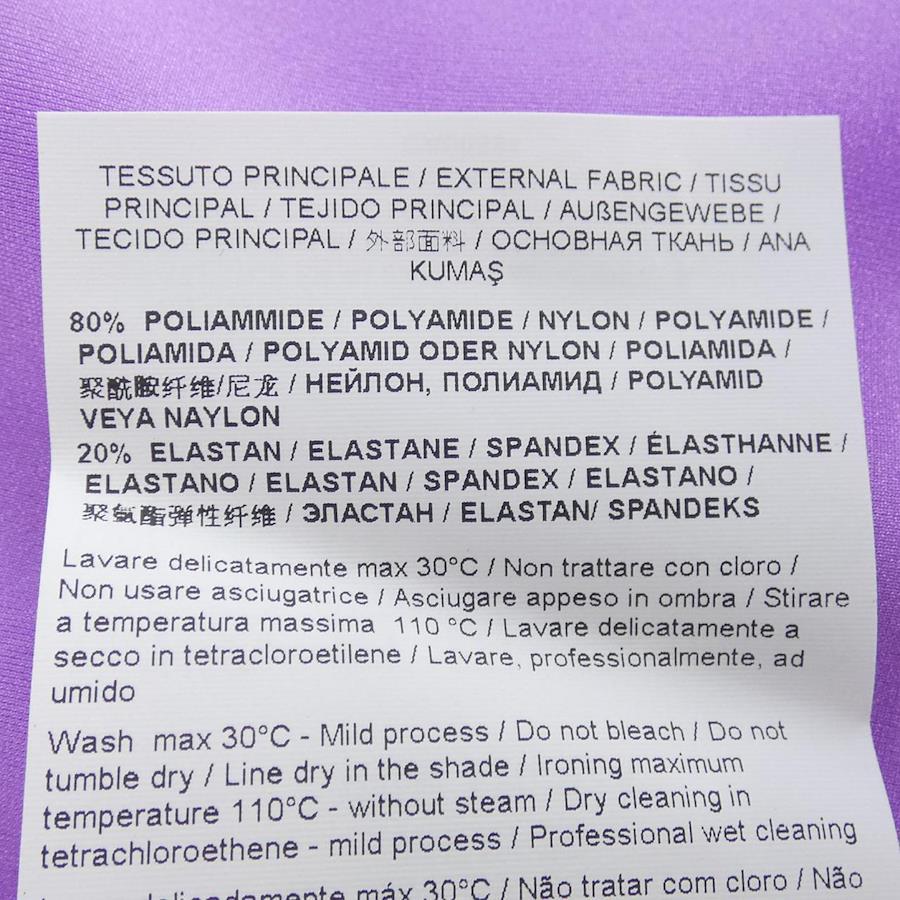 TESSUTO PRINCIPALE / EXTERNAL FABRIC / TISSU
PRINCIPAL / TEJIDO PRINCIPAL / AUßENGEWEBE /
TECIDO PRINCIPAL / 外部面料 / ОСНОВНАЯ ТКАНЬ / ANA
KUMAŞ
80% POLIAMMIDE / POLYAMIDE / NYLON / POLYAMIDE /
POLIAMIDA / POLYAMID ODER NYLON / POLIAMIDA /
聚酰胺纤维/尼龙 / НЕЙЛОН, ПОЛИАМИД / POLYAMID
VEYA NAYLON
20% ELASTAN / ELASTANE / SPANDEX / ÉLASTHANNE /
ELASTANO / ELASTAN / SPANDEX / ELASTANO /
聚氨酯弹性纤维 / ЭЛАСТАН / ELASTAN/ SPANDEKS
Lavare delicatamente max 30°C / Non trattare con cloro /
Non usare asciugatrice / Asciugare appeso in ombra / Stirare
a temperatura massima 110 °C / Lavare delicatamente a
secco in tetracloroetilene / Lavare, professionalmente, ad
umido
Wash max 30°C - Mild process / Do not bleach / Do not
tumble dry / Line dry in the shade / Ironing maximum
temperature 110°C - without steam / Dry cleaning in
tetrachloroethene - mild process / Professional wet cleaning
delicadamente máx 30°C / Não tratar com cloro / Não